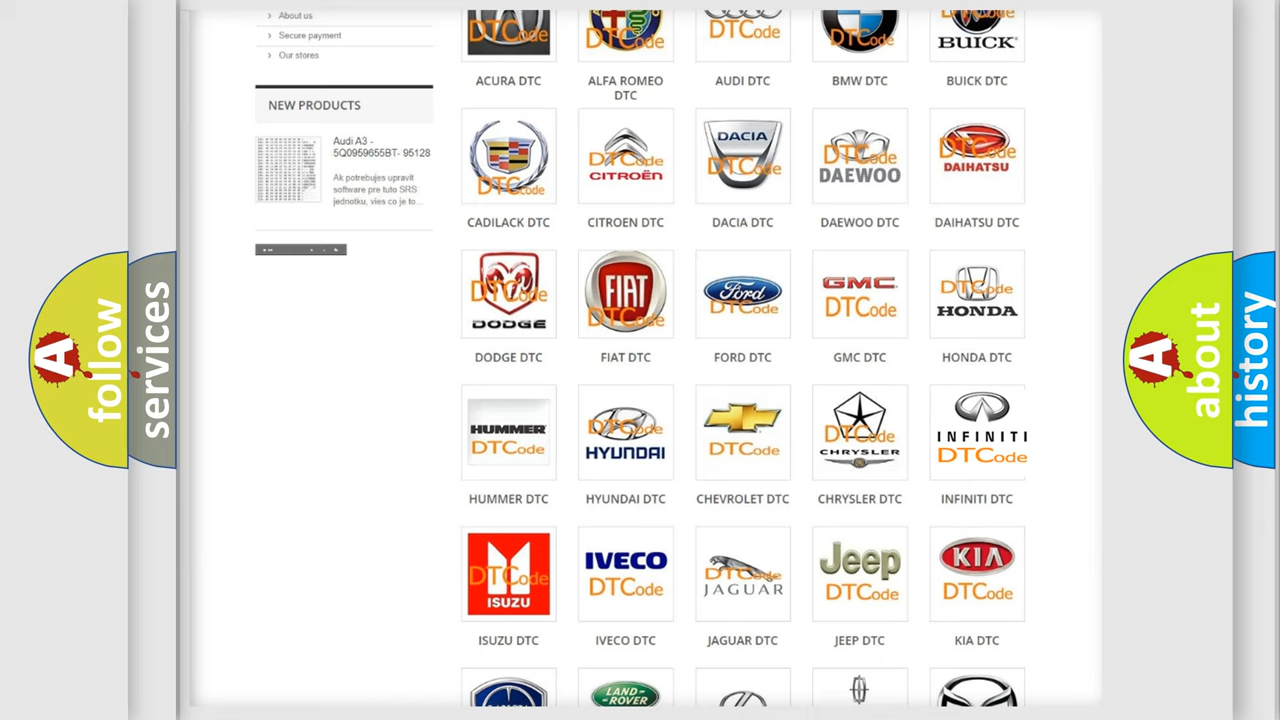 About us
Secure payment
Our stores
NEW PRODUCTS
Audi A3 -
5Q0959655BT- 95128
Ak potrebujes upravit
software pre tuto SRS
jednotku, vies co je to...
DTCode
DTCode
DTCode
DTCode
BUICK
ACURA DTC
ALFA ROMEO
DTC
AUDI DTC
BMW DTC
BUICK DTC
DTCode
DTCode
CITROËN
DACIA
DTCode
DTCode
DAEWOO
DTCode
DAIHATSU
CADILACK DTC
CITROEN DTC
DACIA DTC
DAEWOO DTC
DAIHATSU DTC
DTCode
DODGE
FIAT
DTCode
Ford
DTCode
GMC
DTCode
DTCode
HONDA
DODGE DTC
FIAT DTC
FORD DTC
GMC DTC
HONDA DTC
HUMMER
DTCode
DTCode
HYUNDAI
DTCode
DTCode
CHRYSLER
INFINITI
DTCode
HUMMER DTC
HYUNDAI DTC
CHEVROLET DTC
CHRYSLER DTC
INFINITI DTC
DTCode
ISUZU
IVECO
DTCode
DTCode
JAGUAR
Jeep
DTCode
KIA
DTCode
ISUZU DTC
IVECO DTC
JAGUAR DTC
JEEP DTC
KIA DTC
LAND-
ROVER
A
follow
services
A
about
history